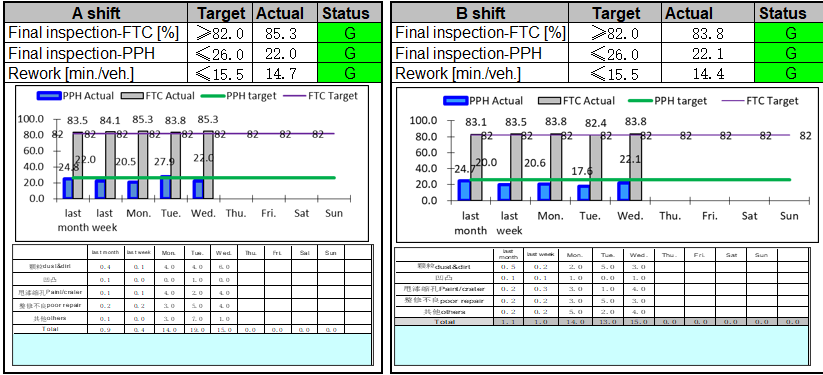 A shift Target Actual Status
Final inspection-FTC [%] ≥82.0 85.3 G
Final inspection-PPH ≤26.0 22.0 G
Rework [min./veh.] ≤15.5 14.7 G
PPH Actual FTC Actual PPH target FTC Target
100.0 83.5 84.1 85.3 83.8 85.3
80.0 82 82 82 82 82 82 82 82 82
60.0
40.0 24.8 22.0 20.5 27.9 22.0
20.0
0.0
last month last week Mon. Tue. Wed. Thu. Fri. Sat Sun
last month last week Mon. Tue. Wed. Thu. Fri. Sat Sun
颗粒dust&dirt 0.4 0.1 4.0 4.0 6.0
凹凸 0.1 0.0 0.0 0.0 0.0
甩漆缩孔Paint/crater 0.1 0.1 4.0 2.0 4.0
整修不良poor repair 0.2 0.2 3.0 5.0 4.0
其他others 0.1 0.0 3.0 7.0 1.0
Total 0.9 0.4 14.0 19.0 15.0 0.0 0.0 0.0 0.0
B shift Target Actual Status
Final inspection-FTC [%] ≥82.0 83.8 G
Final inspection-PPH ≤26.0 22.1 G
Rework [min./veh.] ≤15.5 14.4 G
PPH Actual FTC Actual PPH target FTC Target
100.0 83.1 83.5 83.8 82.4 83.8
80.0 82 82 82 82 82 82 82 82 82
60.0
40.0 24.7 20.0 20.6 17.6 22.1
20.0
0.0
last month last week Mon. Tue. Wed. Thu. Fri. Sat Sun
last month last week Mon. Tue. Wed. Thu. Fri. Sat Sun
颗粒dust&dirt 0.5 0.2 2.0 5.0 3.0
凹凸 0.1 0.1 1.0 0.0 1.0
甩漆缩孔Paint/crater 0.2 0.3 3.0 1.0 4.0
整修不良poor repair 0.2 0.2 3.0 5.0 3.0
其他others 0.2 0.2 5.0 2.0 4.0
Total 1.1 1.0 14.0 13.0 15.0 0.0 0.0 0.0 0.0